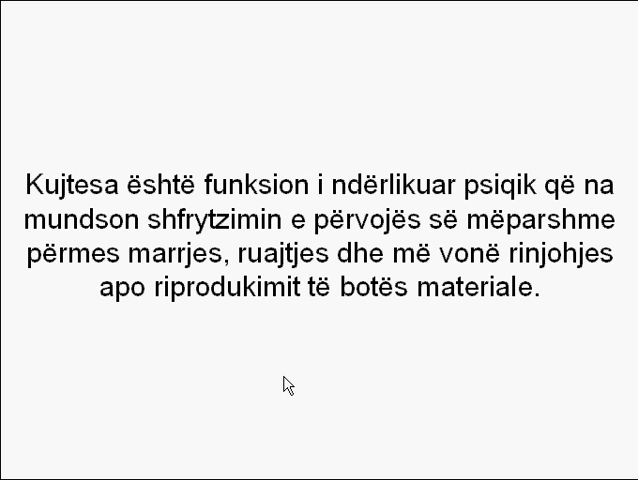 Kujtesa është funksion i ndërlikuar psiqik që na
mundson shfrytzimin e përvojës së mëparshme
përmes marrjes, ruajtjes dhe më vonë rinjohjes
apo riprodukimit të botës materiale.